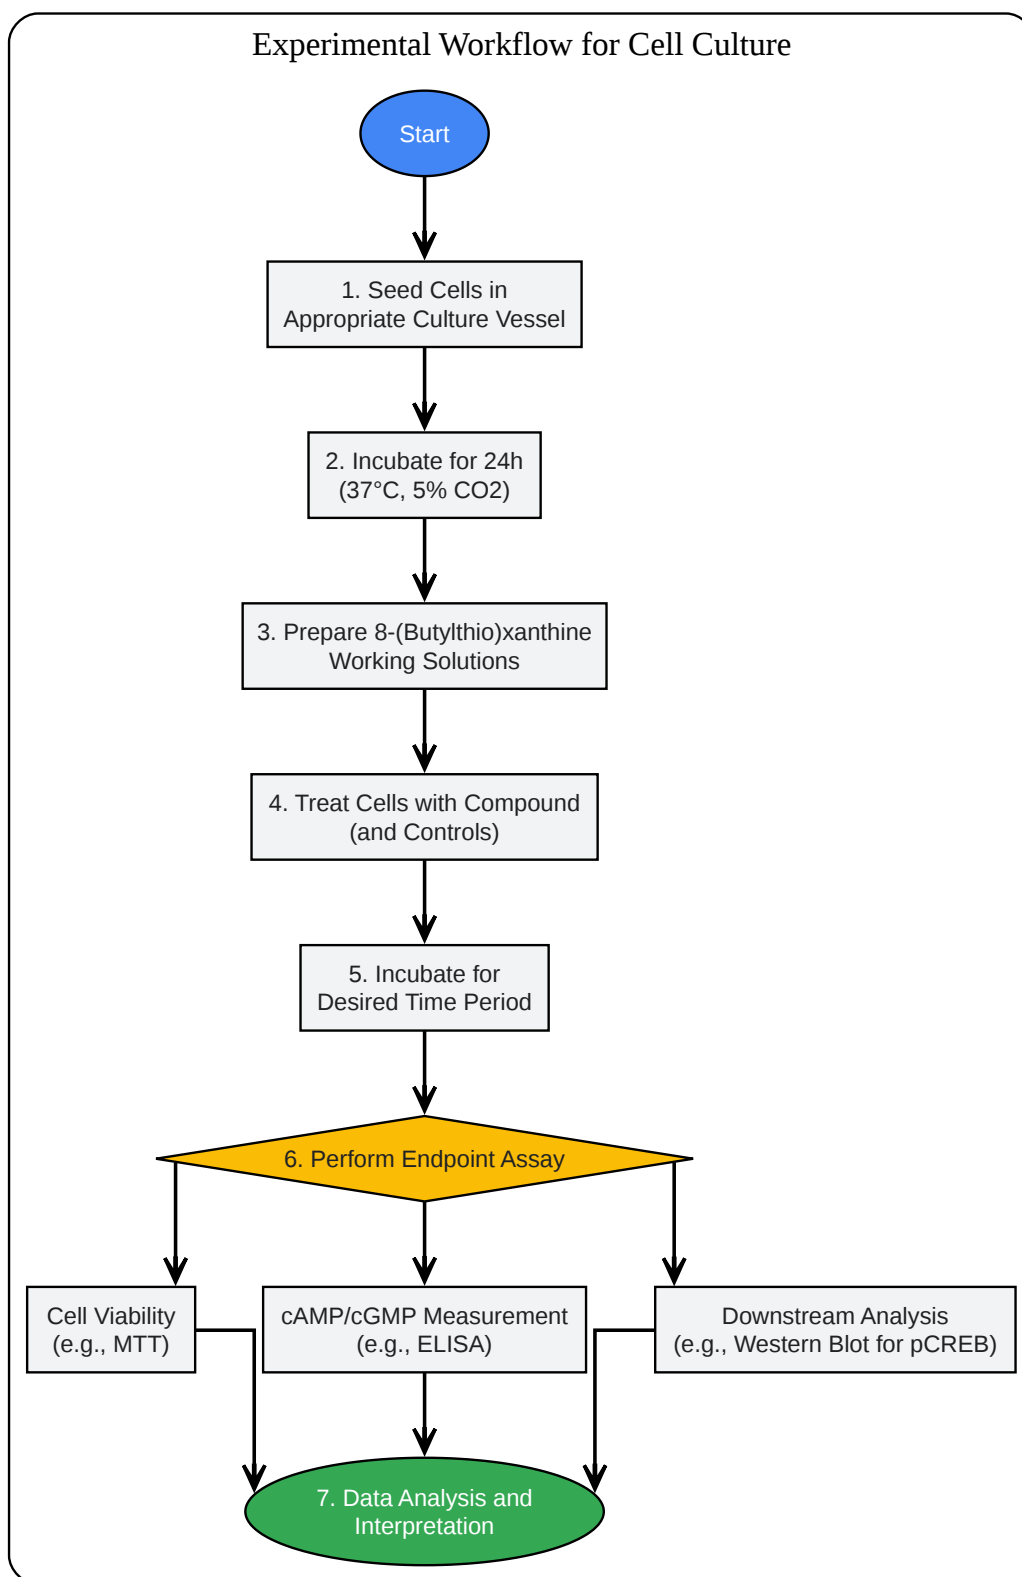 Experimental Workflow for Cell Culture
Start
1. Seed Cells in
Appropriate Culture Vessel
2. Incubate for 24h
(37°C, 5% CO2)
3. Prepare 8-(Butylthio)xanthine
Working Solutions
4. Treat Cells with Compound
(and Controls)
5. Incubate for
Desired Time Period
6. Perform Endpoint Assay
Cell Viability
(e.g., MTT)
cAMP/cGMP Measurement
(e.g., ELISA)
Downstream Analysis
(e.g., Western Blot for pCREB)
7. Data Analysis and
Interpretation